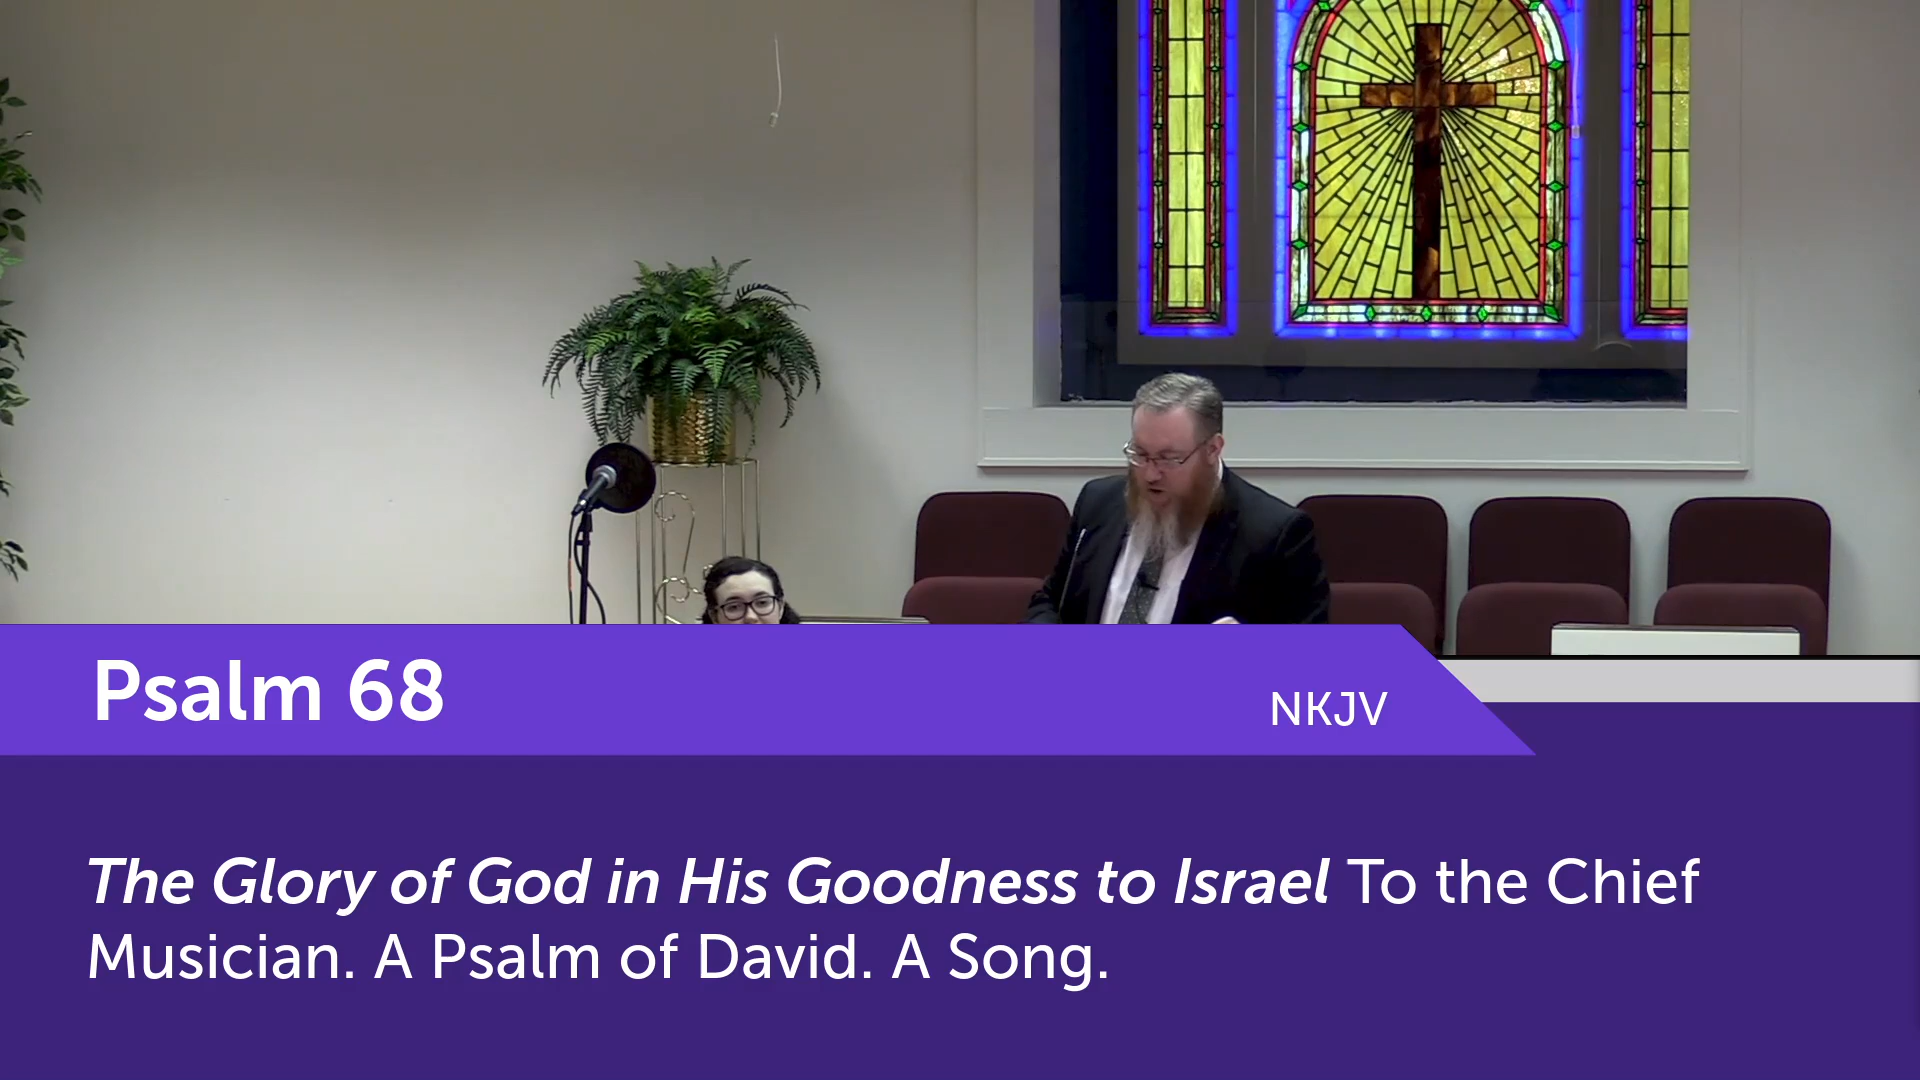 Psalm 68
NKJV
The Glory of God in His Goodness to Israel To the Chief
Musician. A Psalm of David. A Song.